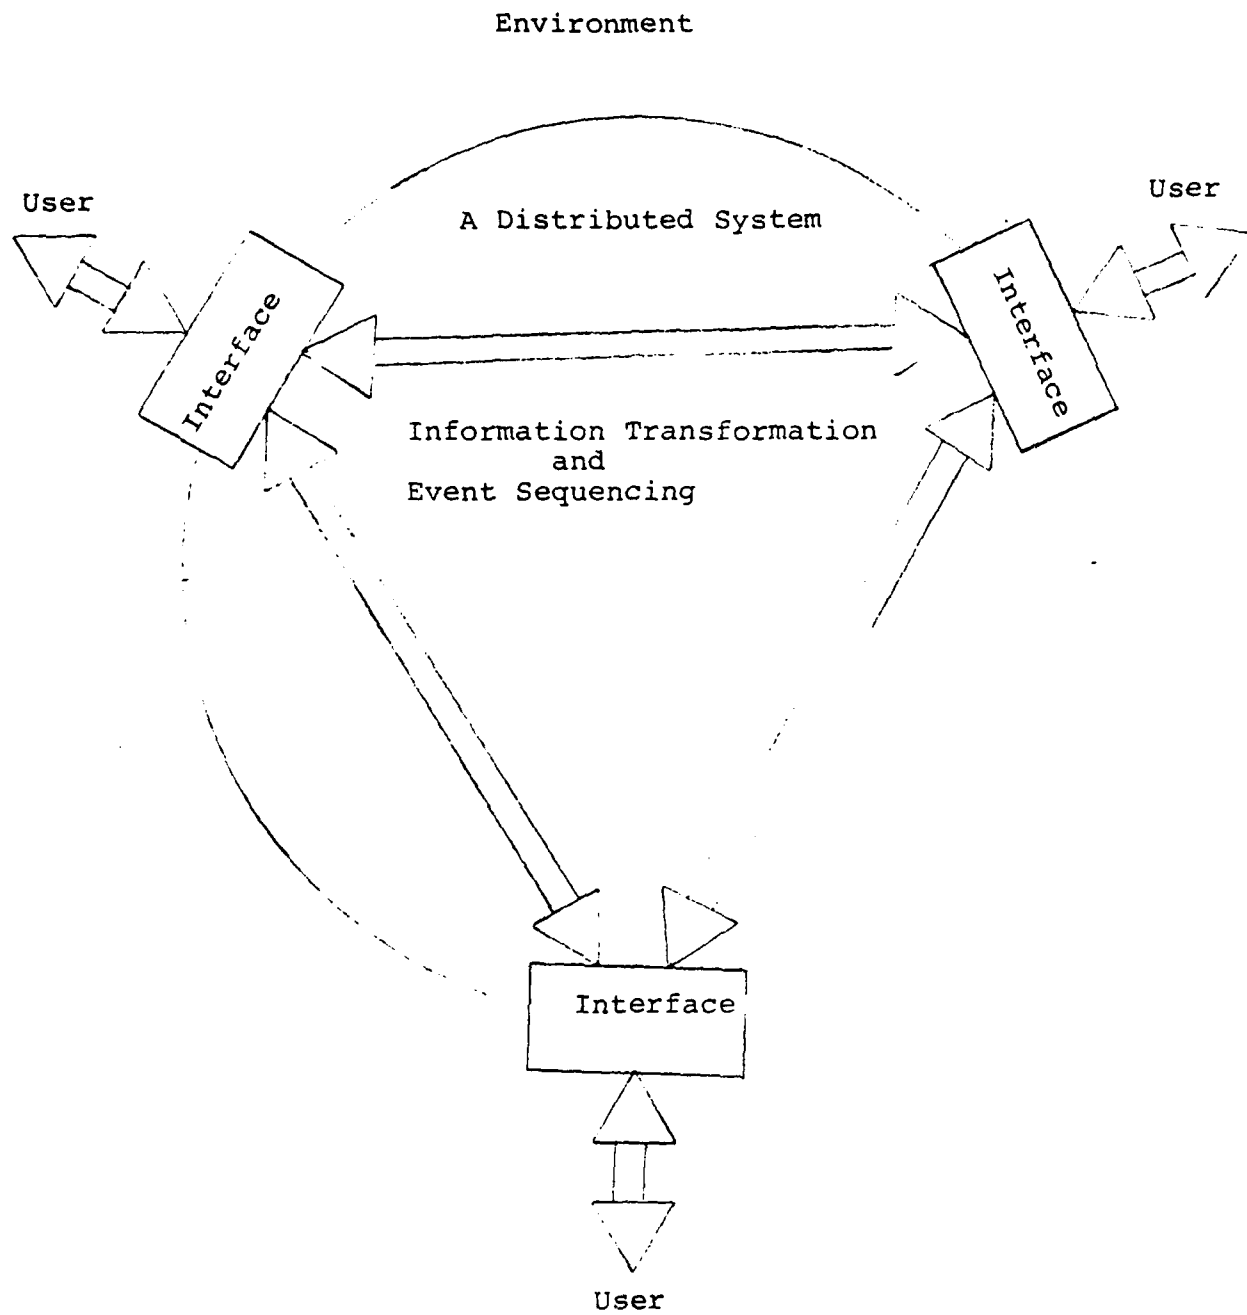 Environment
User
User
A Distributed System
Interface
Interface
Information Transformation
and
Event Sequencing
Interface
User